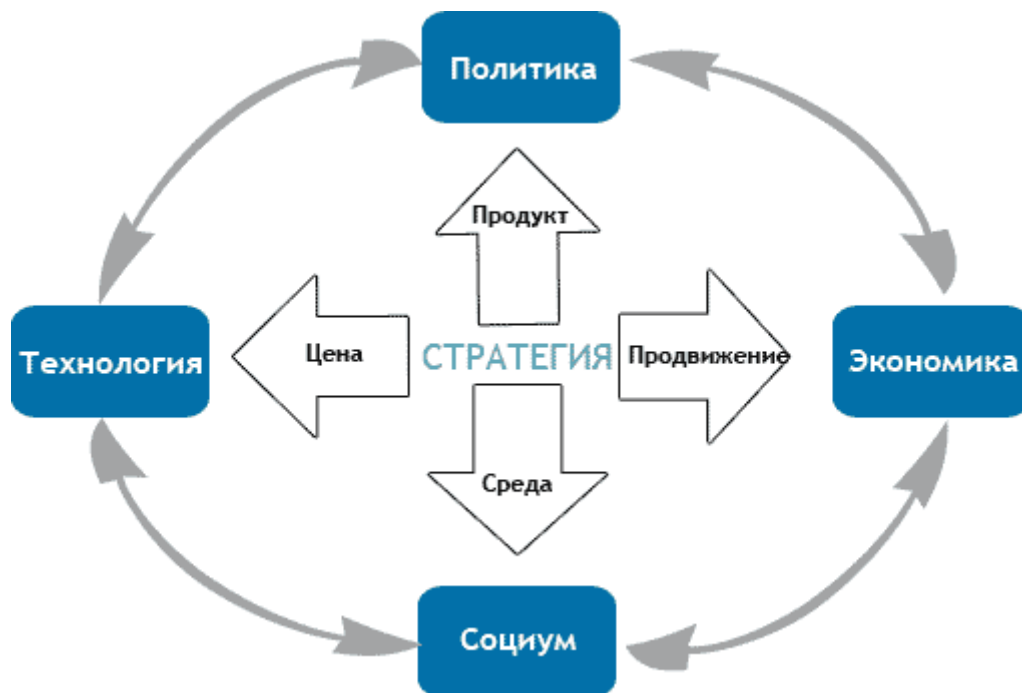 Политика
Продукт
Технология
Цена
СТРАТЕГИЯ
Продвижение
Экономика
Среда
Социум